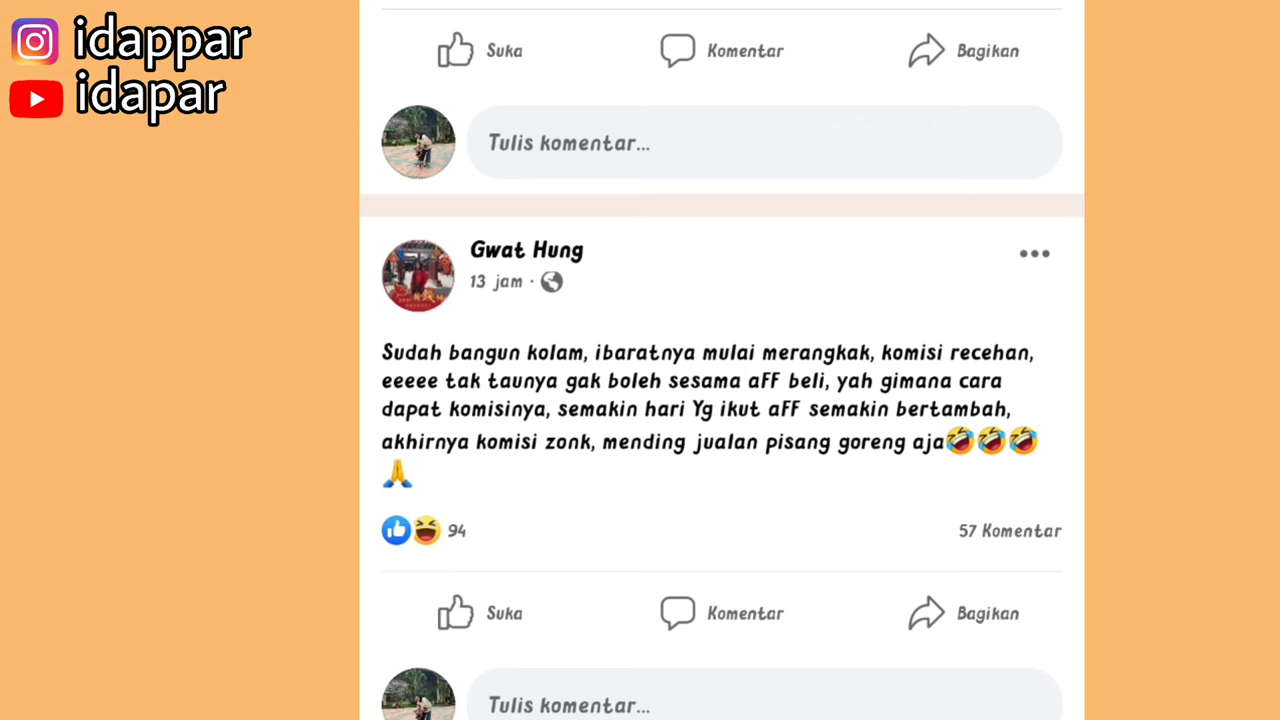 idappar
idapar
Suka
Komentar
Bagikan
Tulis komentar...
Gwat Hung
13 jam ·
Sudah bangun kolam, ibaratnya mulai merangkak, komisi recehan,
eeeee tak taunya gak boleh sesama aFF beli, yah gimana cara
dapat komisinya, semakin hari Yg ikut aFF semakin bertambah,
akhirnya komisi zonk, mending jualan pisang goreng aja🤣🤣🤣
🙏
94
57 Komentar
Suka
Komentar
Bagikan
Tulis komentar...